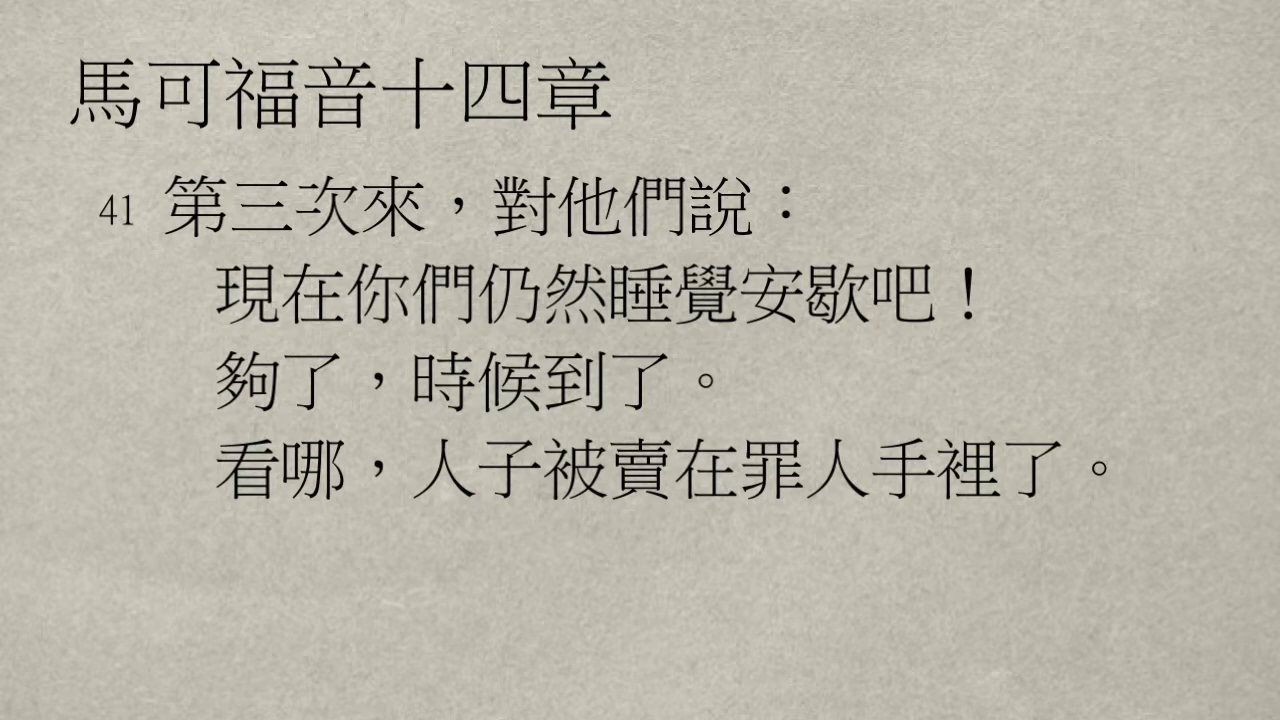 馬可福音十四章
41 第三次來，對他們說：
現在你們仍然睡覺安歇吧！
夠了，時候到了。
看哪，人子被賣在罪人手裡了。